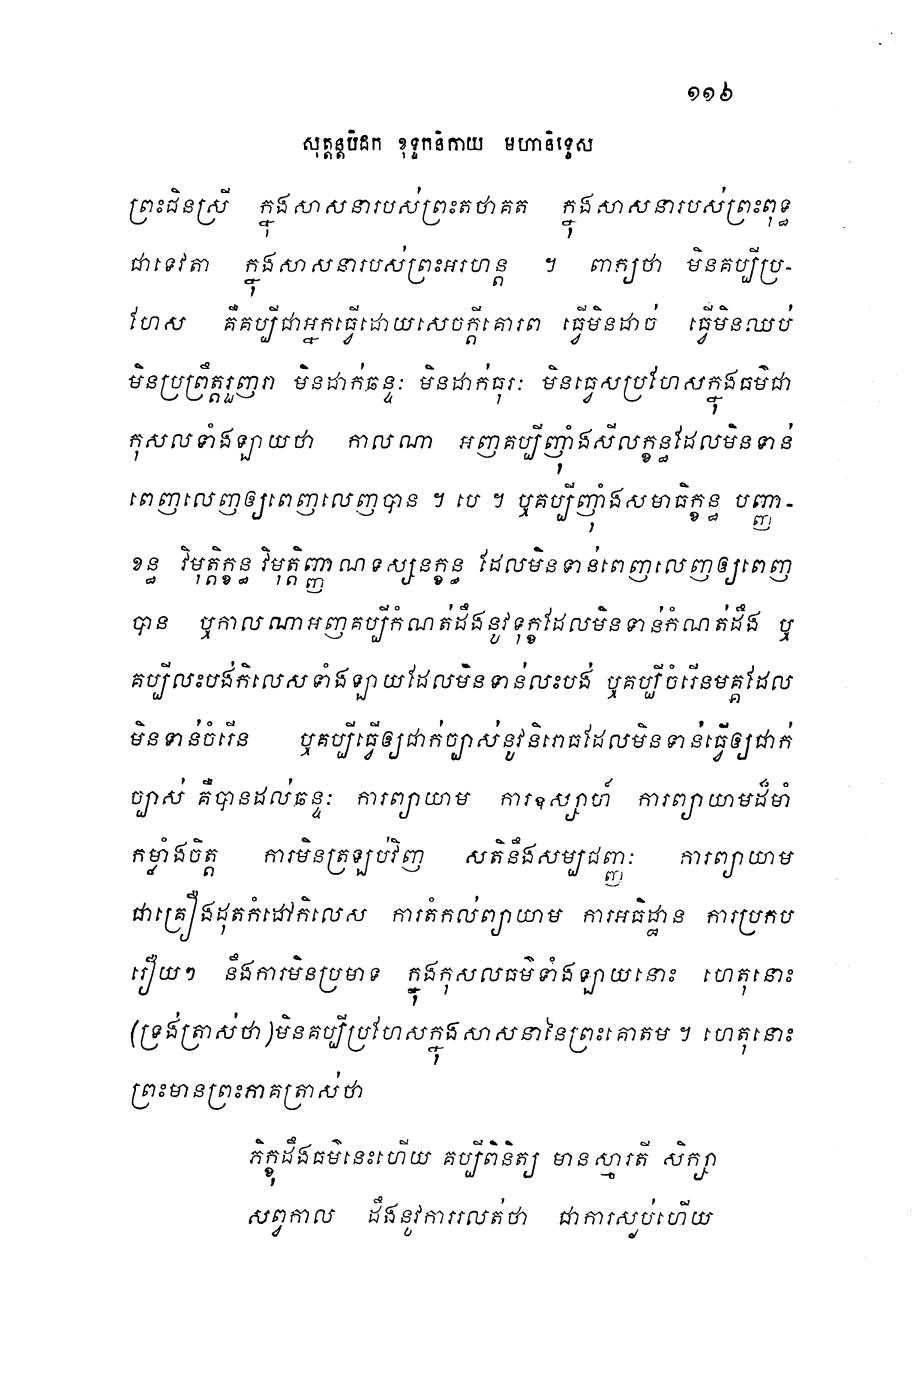 ១១៦
សុត្តន្តបិដក ខុទ្ទកនិកាយ មហានិទ្ទេស
ព្រះជិនស្រី ក្នុងសាសនារបស់ព្រះតថាគត ក្នុងសាសនារបស់ព្រះពុទ្ធ
ជាទេវតា ក្នុងសាសនារបស់ព្រះអរហន្ត ។ ពាក្យថា មិនគប្បីប្រ-
ហែស គឺគប្បីជាអ្នកធ្វើដោយសេចក្តីគោរព ធ្វើមិនដាច់ ធ្វើមិនឈប់
មិនប្រព្រឹត្តរួញរា មិនដាក់ឆន្ទៈ មិនដាក់ធុរៈ មិនធ្វេសប្រហែសក្នុងធម៌ជា
កុសលទាំងឡាយថា កាលណា អញគប្បីញុំាងសីលក្ខន្ធដែលមិនទាន់
ពេញលេញឲ្យពេញលេញបាន ។ បេ ។ ឬគប្បីញុំាងសមាធិក្ខន្ធ បញ្ញា-
ខន្ធ វិមុត្តិក្ខន្ធ វិមុត្តិញ្ញាណទស្សនក្ខន្ធ ដែលមិនទាន់ពេញលេញឲ្យពេញ
បាន ឬកាលណាអញគប្បីកំណត់ដឹងនូវទុក្ខដែលមិនទាន់កំណត់ដឹង ឬ
គប្បីលះបង់កិលេសទាំងឡាយដែលមិនទាន់លះបង់ ឬគប្បីចំរើនមគ្គដែល
មិនទាន់ចំរើន ឬគប្បីធ្វើឲ្យជាក់ច្បាស់នូវនិរោធដែលមិនទាន់ធ្វើឲ្យជាក់
ច្បាស់ គឺបានដល់ឆន្ទៈ ការព្យាយាម ការឧស្សាហ៍ ការព្យាយាមដ៏មាំ
កម្លាំងចិត្ត ការមិនត្រឡប់វិញ សតិនឹងសម្បជញ្ញៈ ការព្យាយាម
ជាគ្រឿងដុតកំដៅកិលេស ការតំកល់ព្យាយាម ការអធិដ្ឋាន ការប្រកប
រឿយៗ នឹងការមិនប្រមាទ ក្នុងកុសលធម៌ទាំងឡាយនោះ ហេតុនោះ
(ទ្រង់ត្រាស់ថា)មិនគប្បីប្រហែសក្នុងសាសនានៃព្រះគោតម ។ ហេតុនោះ
ព្រះមានព្រះភាគត្រាស់ថា
ភិក្ខុដឹងធម៌នេះហើយ គប្បីពិនិត្យ មានស្មារតី សិក្សា
សព្វកាល ដឹងនូវការរលត់ថា ជាការស្ងប់ហើយ